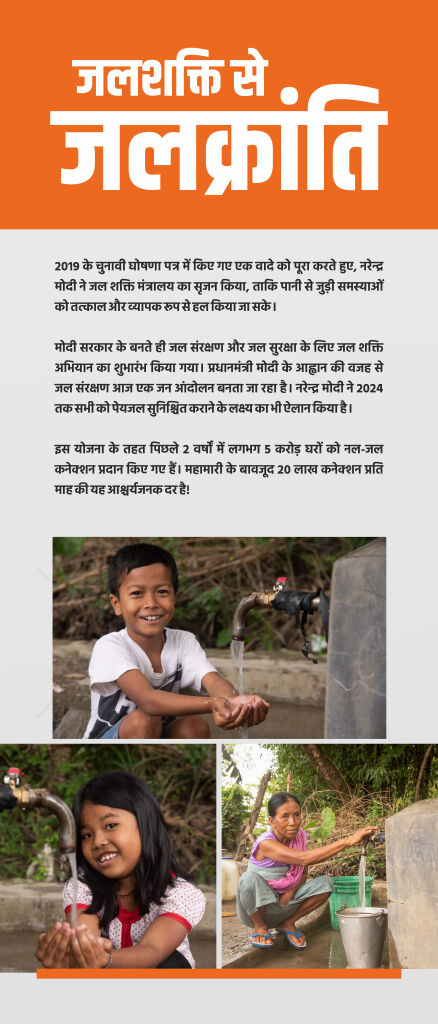 जलशक्ति से
जलक्रांति
2019 के चुनावी घोषणा पत्र में किए गए एक वादे को पूरा करते हुए, नरेन्द्र
मोदी ने जल शक्ति मंत्रालय का सृजन किया, ताकि पानी से जुड़ी समस्याओं
को तत्काल और व्यापक रूप से हल किया जा सके।
मोदी सरकार के बनते ही जल संरक्षण और जल सुरक्षा के लिए जल शक्ति
अभियान का शुभारंभ किया गया। प्रधानमंत्री मोदी के आह्वान की वजह से
जल संरक्षण आज एक जन आंदोलन बनता जा रहा है। नरेन्द्र मोदी ने 2024
तक सभी को पेयजल सुनिश्चित कराने के लक्ष्य का भी ऐलान किया है।
इस योजना के तहत पिछले 2 वर्षों में लगभग 5 करोड़ घरों को नल-जल
कनेक्शन प्रदान किए गए हैं। महामारी के बावजूद 20 लाख कनेक्शन प्रति
माह की यह आश्चर्यजनक दर है!